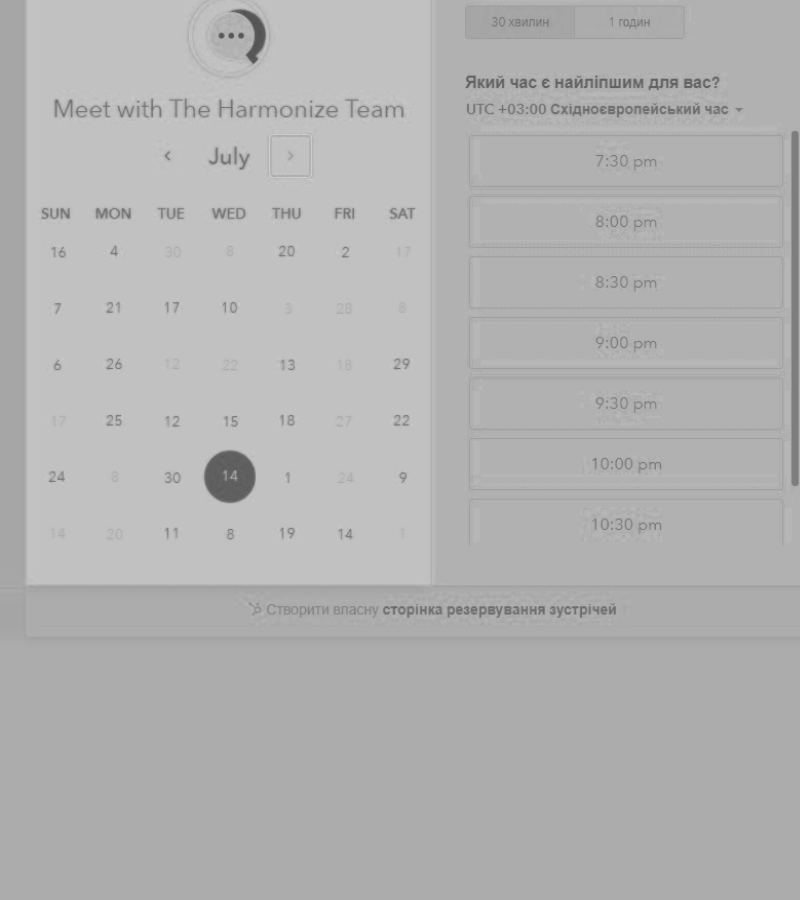 Meet with The Harmonize Team
July
SUN MON TUE WED THU FRI SAT
16 4 30 8 20 2 17
7 21 17 10 3 28 8
6 26 12 22 13 18 29
17 25 12 15 18 27 22
24 8 30 14 1 24 9
14 20 11 8 19 14 1
30 хвилин 1 годин
Який час є найліпшим для вас?
UTC +03:00 Східноєвропейський час
7:30 pm
8:00 pm
8:30 pm
9:00 pm
9:30 pm
10:00 pm
10:30 pm
Створити власну сторінка резервування зустрічей